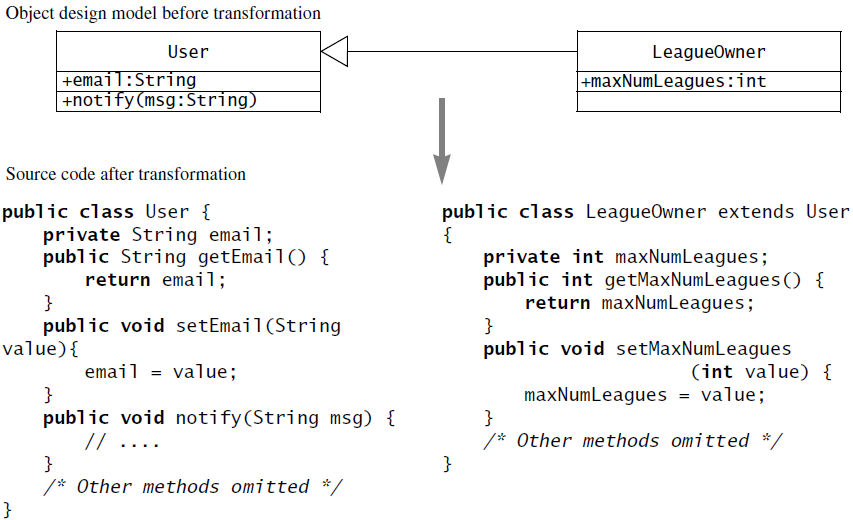 Object design model before transformation
User
+email:String
+notify(msg:String)
LeagueOwner
+maxNumLeagues:int
Source code after transformation
public class User {
private String email;
public String getEmail() {
return email;
}
public void setEmail(String
value){
email = value;
}
public void notify(String msg) {
// ....
}
/* Other methods omitted */
}
public class LeagueOwner extends User
{
private int maxNumLeagues;
public int getMaxNumLeagues() {
return maxNumLeagues;
}
public void setMaxNumLeagues
(int value) {
maxNumLeagues = value;
}
/* Other methods omitted */
}